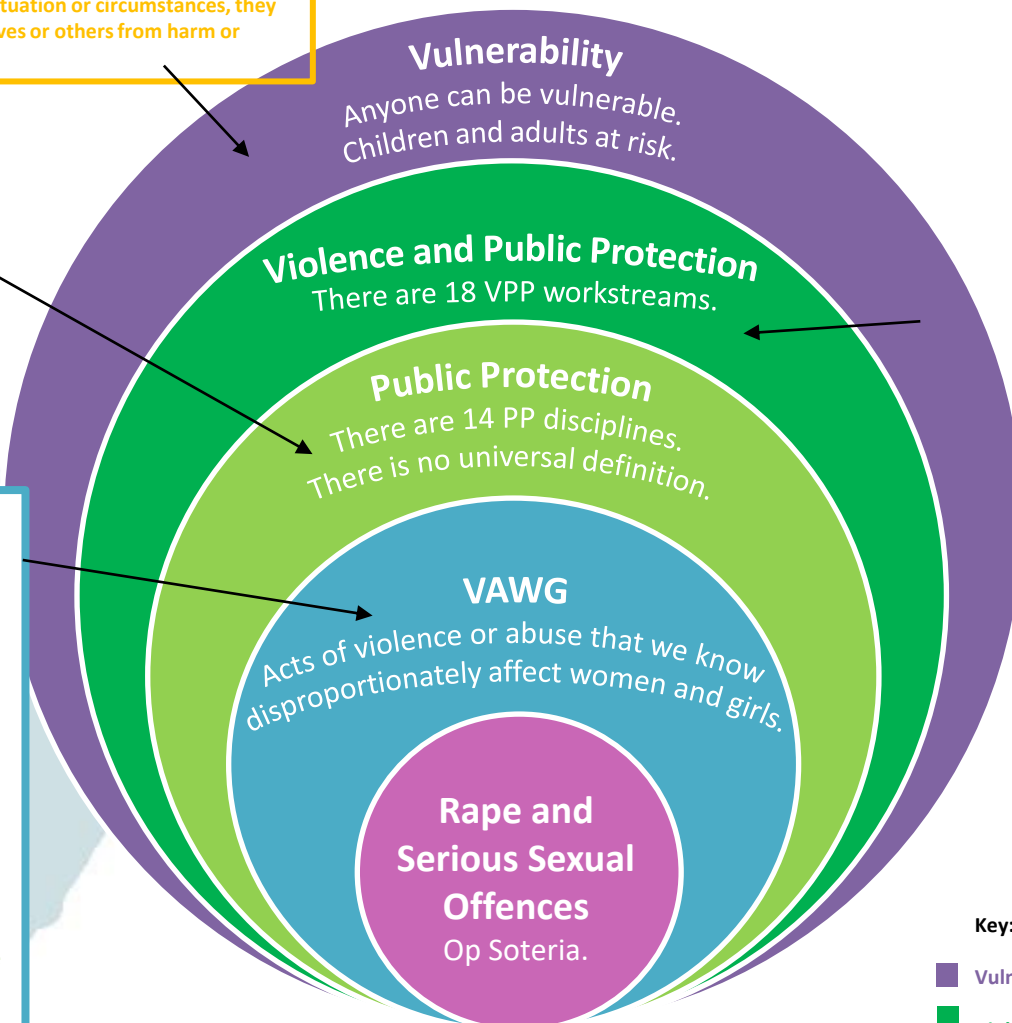 tuation or circumstances, they
ves or others from harm or
Vulnerability
Anyone can be vulnerable.
Children and adults at risk.
Violence and Public Protection
There are 18 VPP workstreams.
Public Protection
There are 14 PP disciplines.
There is no universal definition.
VAWG
Acts of violence or abuse that we know
disproportionately affect women and girls.
Rape and
Serious Sexual
Offences
Op Soteria.
Key:
Vuln